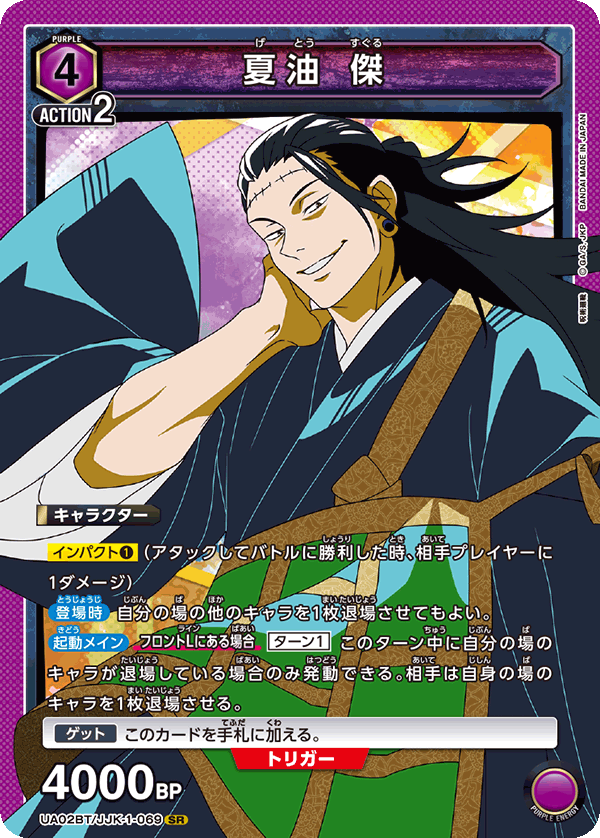 PURPLE
4
ACTION2
げ とう すぐる
夏油 傑
BANDAI MADE IN JAPAN
©GA/S,JKP
呪術廻戦
キャラクター
インパクト❶ (アタックしてバトルに勝利した時、相手プレイヤーに
1ダメージ)
登場時 自分の場の他のキャラを1枚退場させてもよい。
起動メイン フロントLにある場合 ターン1 このターン中に自分の場の
キャラが退場している場合のみ発動できる。相手は自身の場の
キャラを1枚退場させる。
ゲット このカードを手札に加える。
トリガー
4000BP
UA02BT/JJK-1-069 SR
PURPLE ENERGY